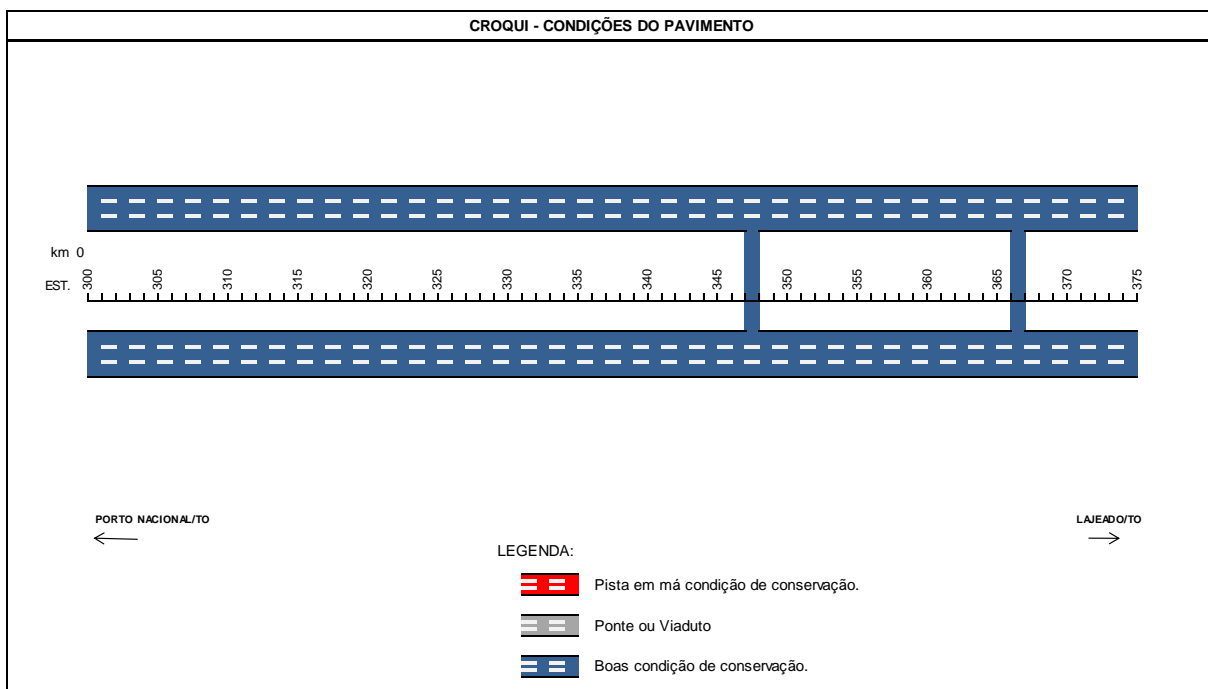 CROQUI - CONDIÇÕES DO PAVIMENTO
km 0
EST. 300 305 310 315 320 325 330 335 340 345 350 355 360 365 370 375
PORTO NACIONAL/TO
LAJEADO/TO
LEGENDA:
Pista em má condição de conservação.
Ponte ou Viaduto
Boas condição de conservação.